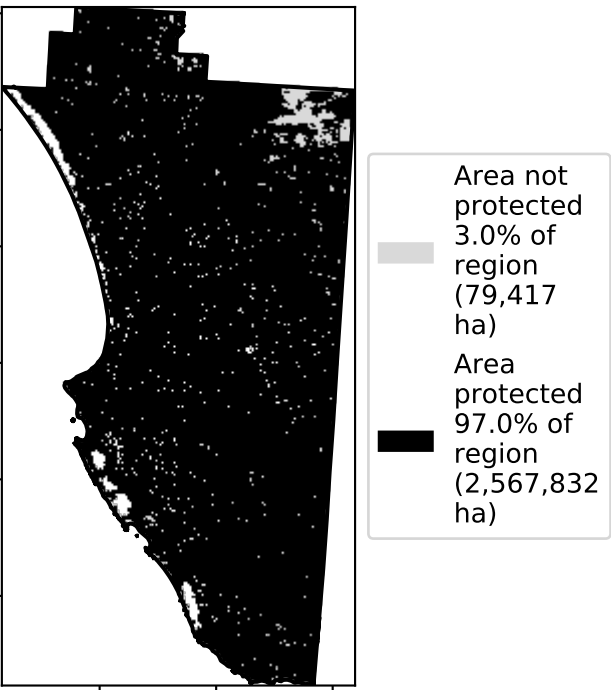 Area not
protected
3.0% of
region
(79,417
ha)
Area
protected
97.0% of
region
(2,567,832
ha)